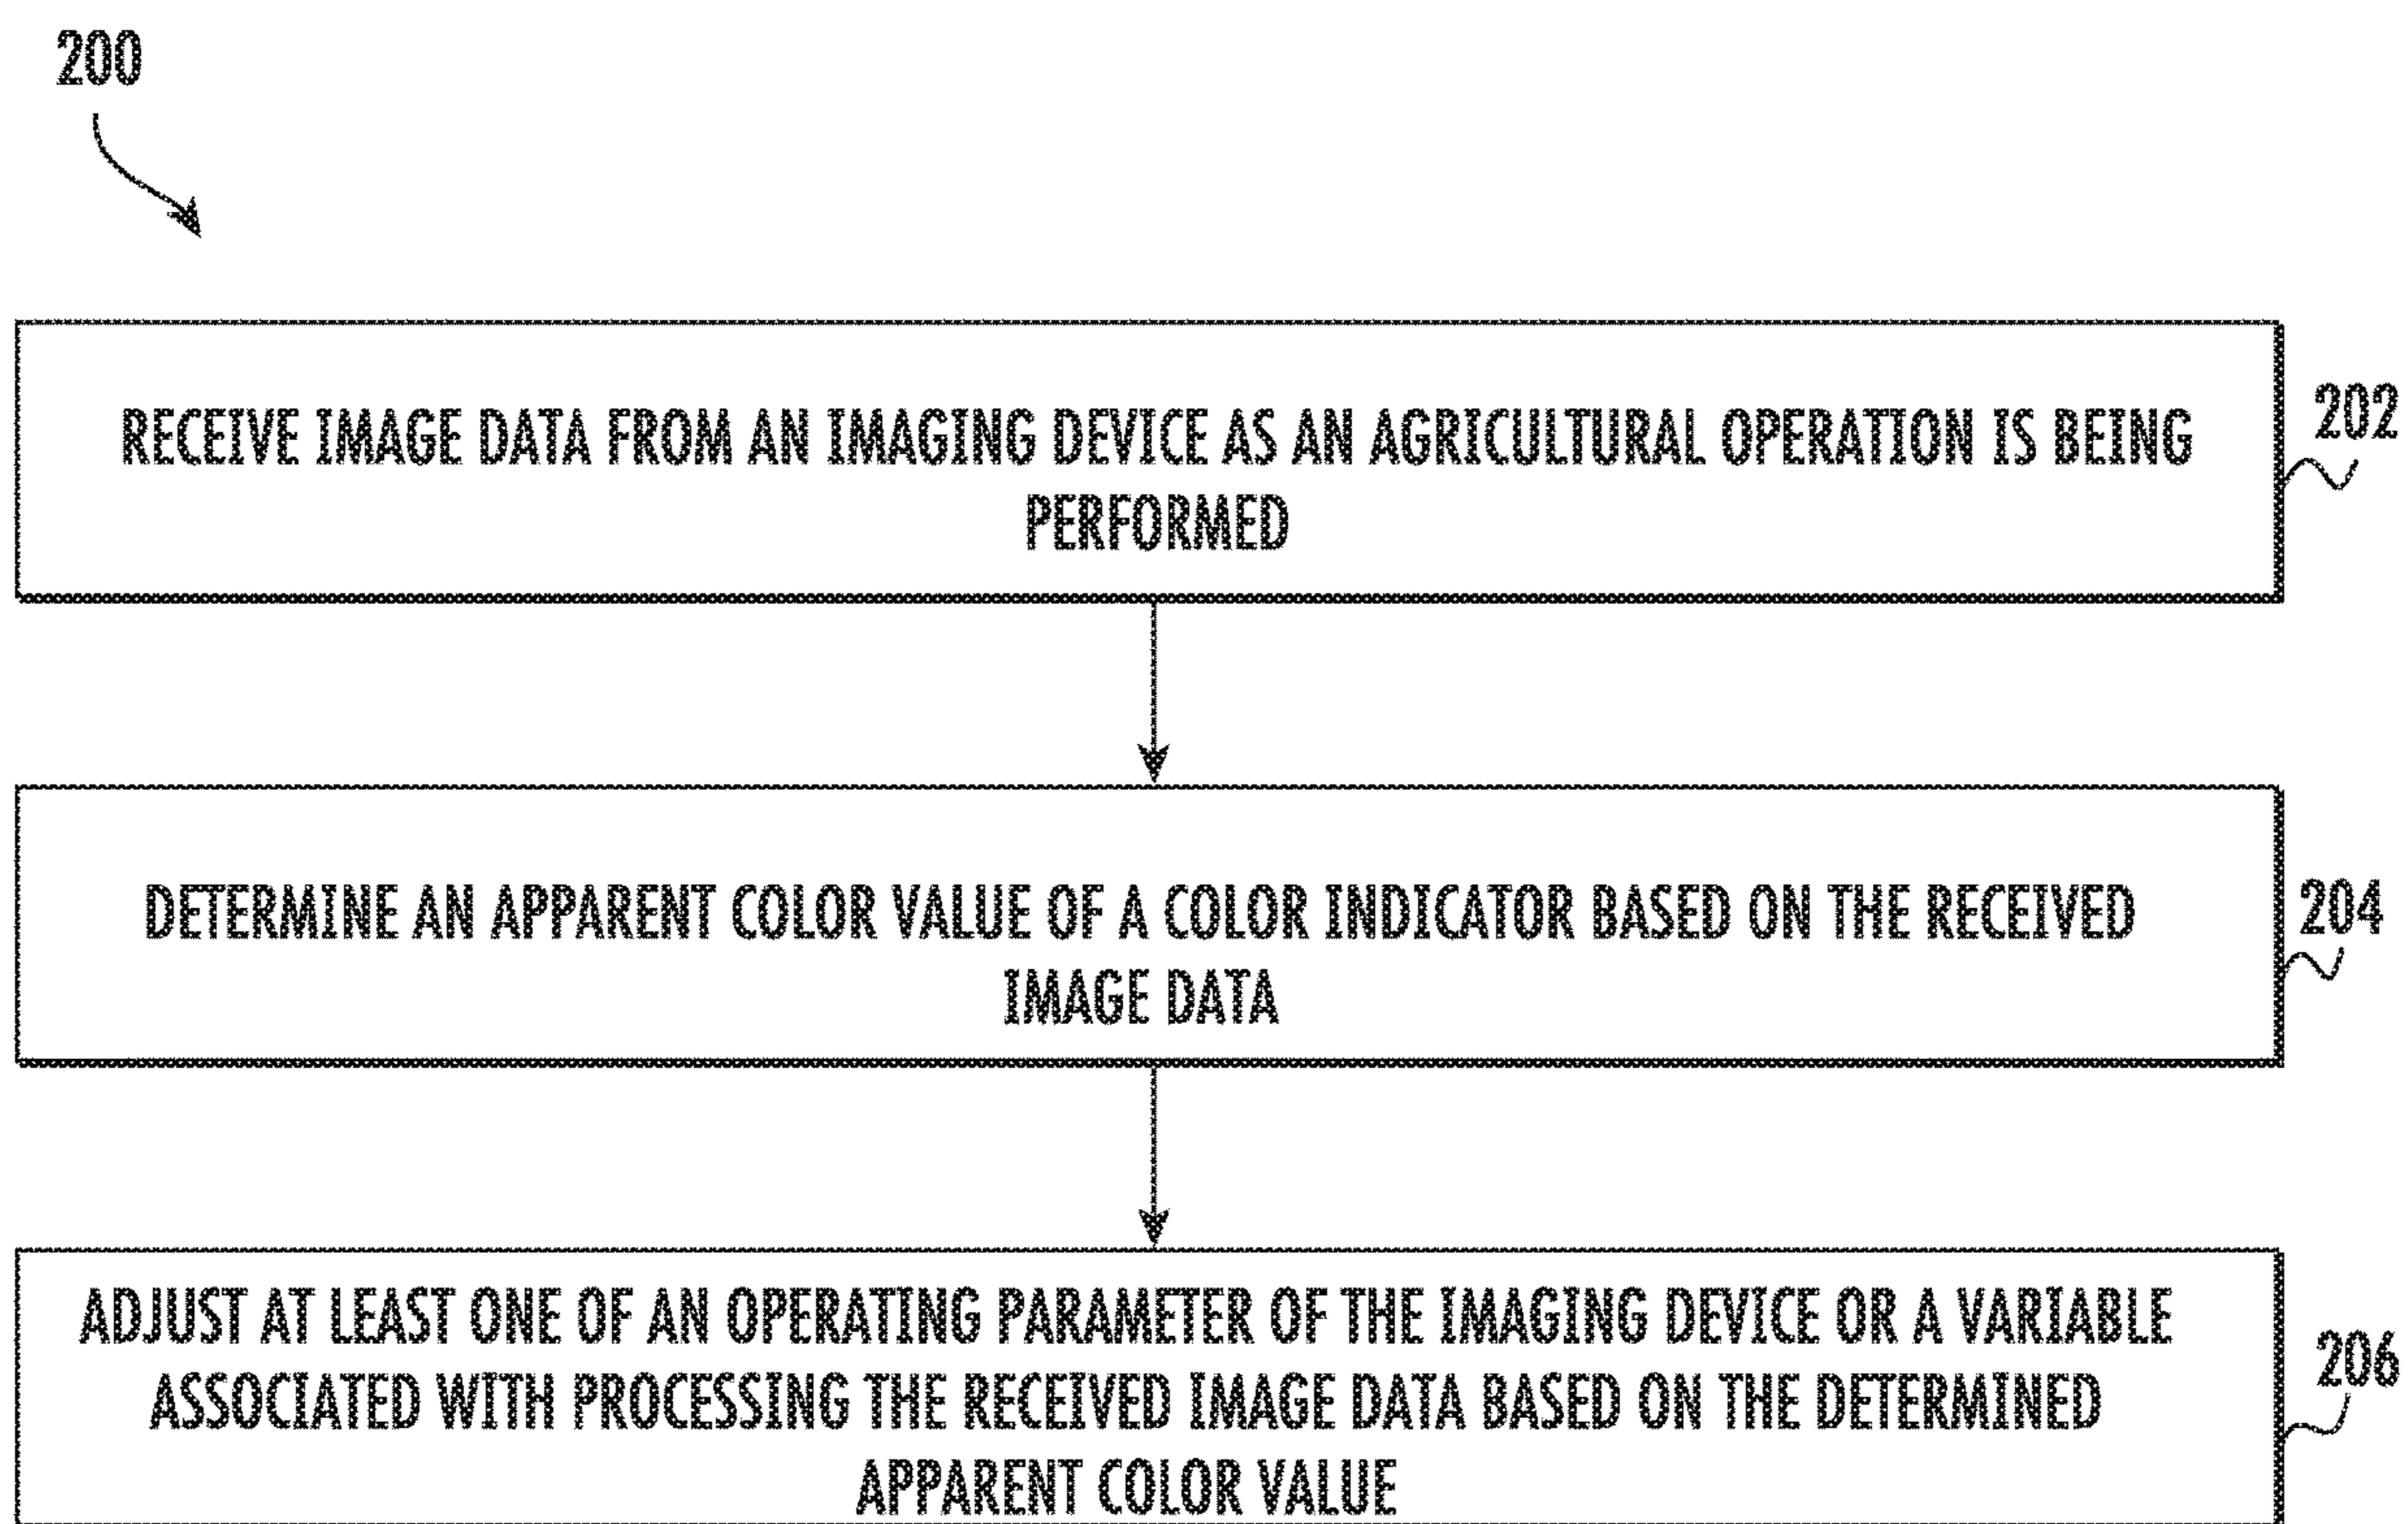 200
RECEIVE IMAGE DATA FROM AN IMAGING DEVICE AS AN AGRICULTURAL OPERATION IS BEING
PERFORMED
202
DETERMINE AN APPARENT COLOR VALUE OF A COLOR INDICATOR BASED ON THE RECEIVED
IMAGE DATA
204
ADJUST AT LEAST ONE OF AN OPERATING PARAMETER OF THE IMAGING DEVICE OR A VARIABLE
ASSOCIATED WITH PROCESSING THE RECEIVED IMAGE DATA BASED ON THE DETERMINED
APPARENT COLOR VALUE
206